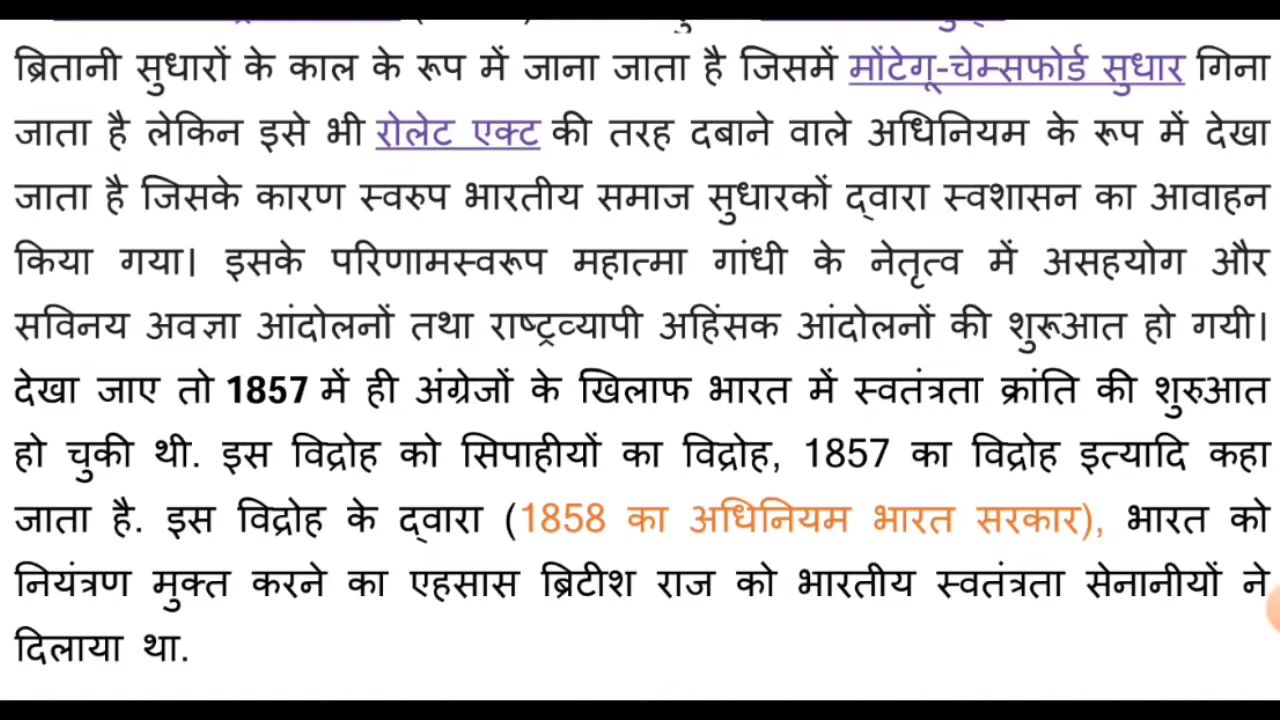 ब्रितानी सुधारों के काल के रूप में जाना जाता है जिसमें मोंटेगू-चेम्सफोर्ड सुधार गिना
जाता है लेकिन इसे भी रोलेट एक्ट की तरह दबाने वाले अधिनियम के रूप में देखा
जाता है जिसके कारण स्वरुप भारतीय समाज सुधारकों द्वारा स्वशासन का आवाहन
किया गया। इसके परिणामस्वरूप महात्मा गांधी के नेतृत्व में असहयोग और
सविनय अवज्ञा आंदोलनों तथा राष्ट्रव्यापी अहिंसक आंदोलनों की शुरूआत हो गयी।
देखा जाए तो 1857 में ही अंग्रेजों के खिलाफ भारत में स्वतंत्रता क्रांति की शुरुआत
हो चुकी थी. इस विद्रोह को सिपाहीयों का विद्रोह, 1857 का विद्रोह इत्यादि कहा
जाता है. इस विद्रोह के द्वारा (1858 का अधिनियम भारत सरकार), भारत को
नियंत्रण मुक्त करने का एहसास ब्रिटीश राज को भारतीय स्वतंत्रता सेनानीयों ने
दिलाया था.